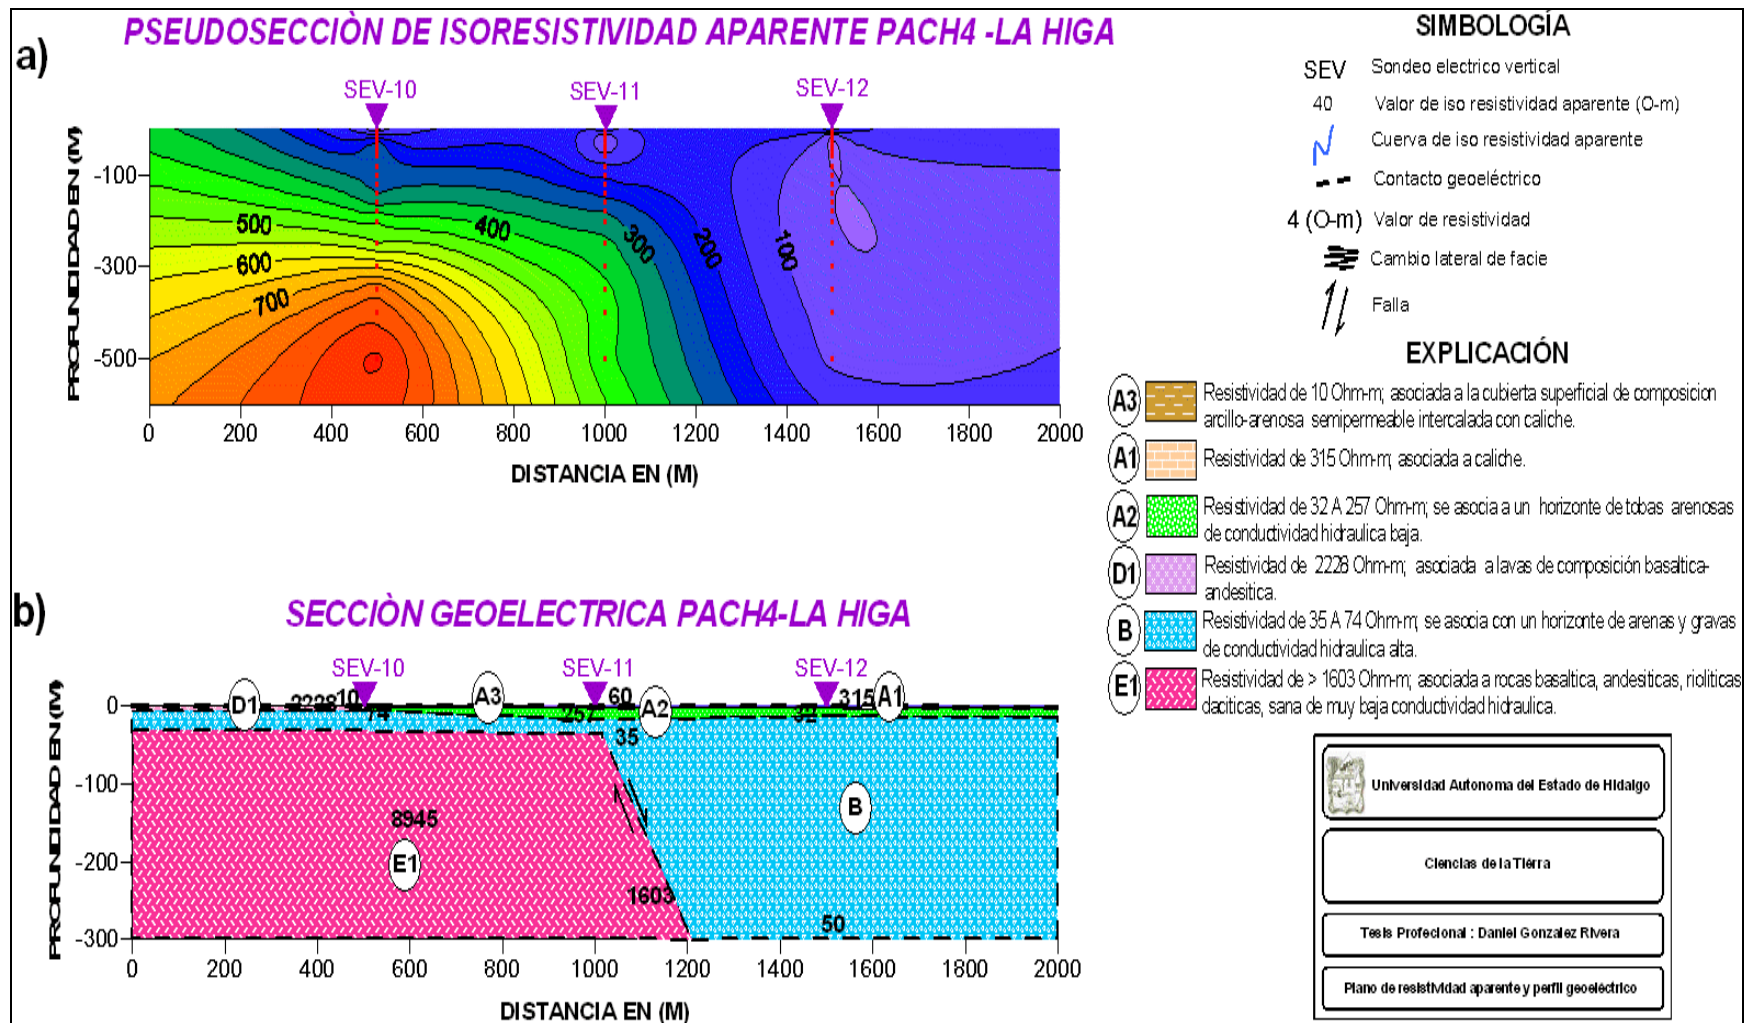 a)
PSEUDOSECCIÒN DE ISORESISTIVIDAD APARENTE PACH4 -LA HIGA
SEV-10
SEV-11
SEV-12
PROFUNDIDAD EN (M)
-100
-300
-500
500
600
700
400
300
200
100
0 200 400 600 800 1000 1200 1400 1600 1800 2000
DISTANCIA EN (M)
b)
SECCIÒN GEOELECTRICA PACH4-LA HIGA
SEV-10
SEV-11
SEV-12
D1
2228
10
74
A3
257
60
A2
35
32
315
A1
PROFUNDIDAD EN (M)
0
-100
-200
-300
8945
E1
1603
B
50
0 200 400 600 800 1000 1200 1400 1600 1800 2000
DISTANCIA EN (M)
SIMBOLOGÍA
SEV Sondeo electrico vertical
40 Valor de iso resistividad aparente (O-m)
Cuerva de iso resistividad aparente
Contacto geoeléctrico
4 (O-m) Valor de resistividad
Cambio lateral de facie
Falla
EXPLICACIÓN
A3 Resistividad de 10 Ohm-m; asociada a la cubierta superficial de composicion
arcillo-arenosa semipermeable intercalada con caliche.
A1 Resistividad de 315 Ohm-m; asociada a caliche.
A2 Resistividad de 32 A 257 Ohm-m; se asocia a un horizonte de tobas arenosas
de conductividad hidraulica baja.
D1 Resistividad de 2228 Ohm-m; asociada a lavas de composición basaltica-
andesitica.
B Resistividad de 35 A 74 Ohm-m; se asocia con un horizonte de arenas y gravas
de conductividad hidraulica alta.
E1 Resistividad de > 1603 Ohm-m; asociada a rocas basaltica, andesiticas, rioliticas
daciticas, sana de muy baja conductividad hidraulica.
Universidad Autonoma del Estado de Hidalgo
Ciencias de la Tierra
Tesis Profecional : Daniel Gonzalez Rivera
Plano de resistividad aparente y perfil geoeléctrico